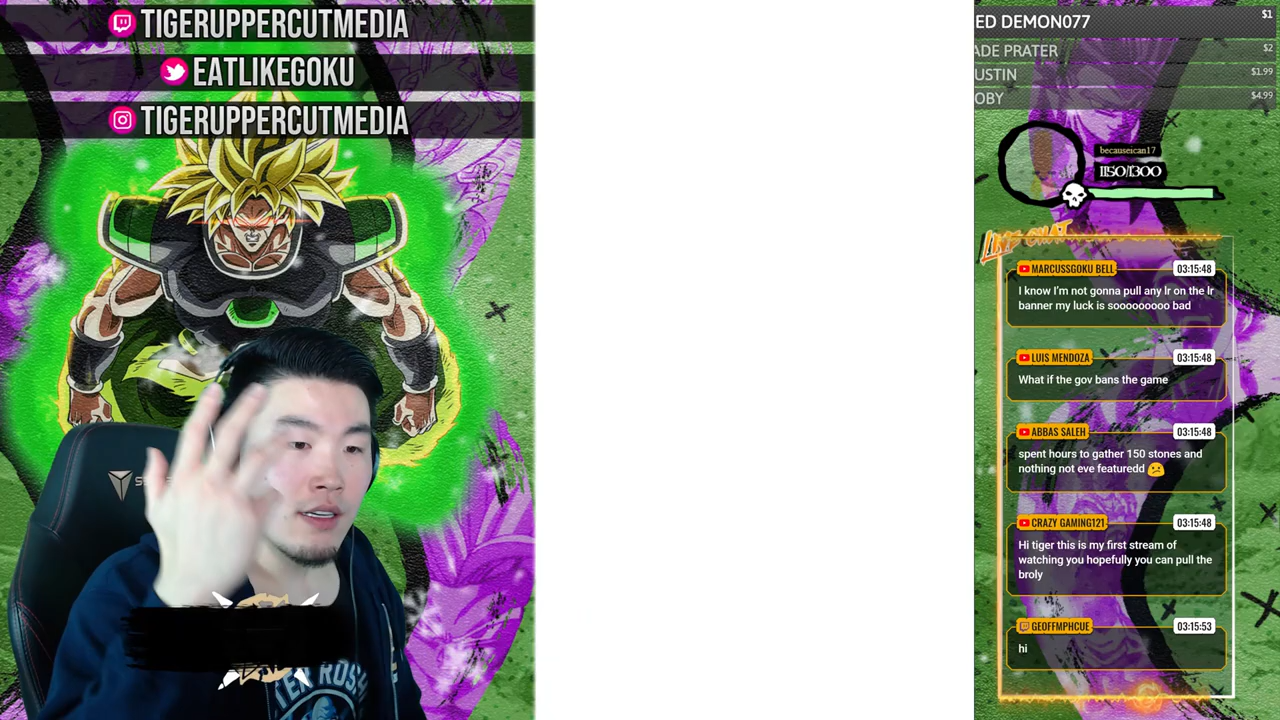 TIGERUPPERCUTMEDIA
EATLIKEGOKU
TIGERUPPERCUTMEDIA
ED DEMON077 $1
ADE PRATER $2
USTIN $1.99
OBY $4.99
becauseican17
1150/1300
LIVE CHAT
MARCUSSGOKU BELL 03:15:48
I know I'm not gonna pull any lr on the lr
banner my luck is sooooooooo bad
LUIS MENDOZA 03:15:48
What if the gov bans the game
ABBAS SALEH 03:15:48
spent hours to gather 150 stones and
nothing not eve featuredd
CRAZY GAMING121 03:15:48
Hi tiger this is my first stream of
watching you hopefully you can pull the
broly
GEOFFMPHCUE 03:15:53
hi